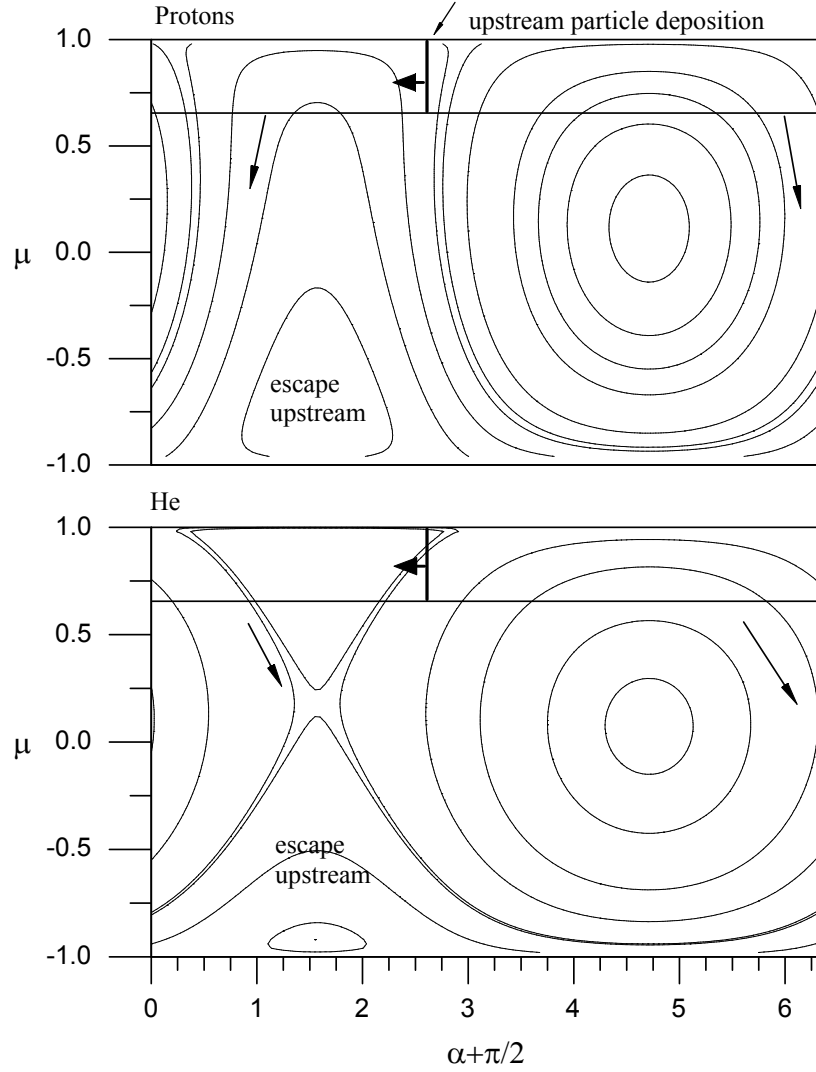 Protons
upstream particle deposition
1.0
0.5
μ
0.0
-0.5
-1.0
escape
upstream
He
1.0
0.5
μ
0.0
-0.5
-1.0
escape
upstream
0 1 2 3 4 5 6
α+π/2